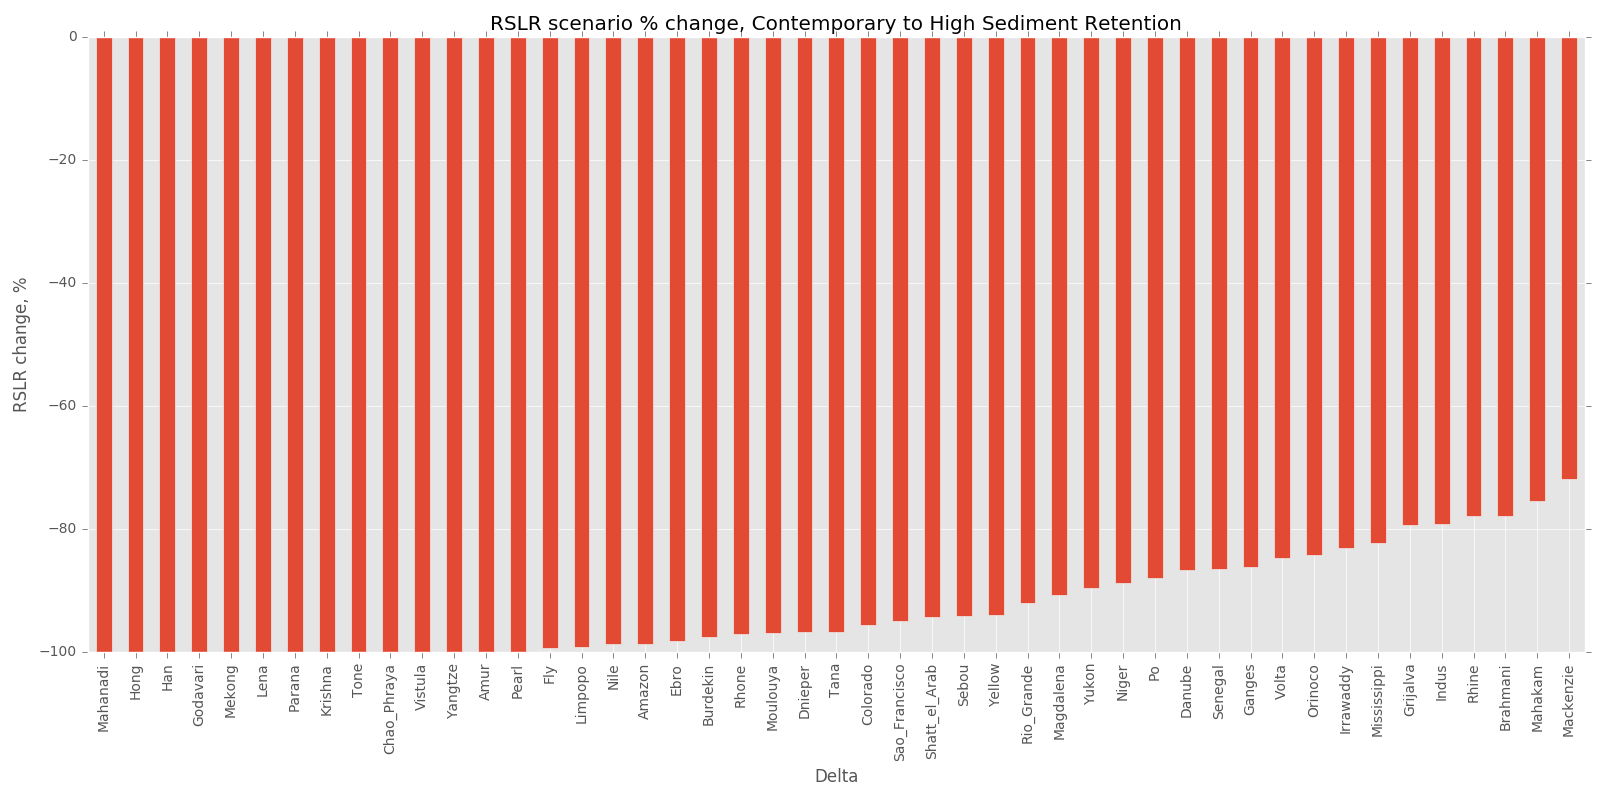 RSLR scenario % change, Contemporary to High Sediment Retention
RSLR change, %
0
−20
−40
−60
−80
−100
Mahanadi
Hong
Han
Godavari
Mekong
Lena
Parana
Krishna
Tone
Chao_Phraya
Vistula
Yangtze
Amur
Pearl
Fly
Limpopo
Nile
Amazon
Ebro
Burdekin
Rhone
Moulouya
Dnieper
Tana
Colorado
Sao_Francisco
Shatt_el_Arab
Sebou
Yellow
Rio_Grande
Magdalena
Yukon
Niger
Po
Danube
Senegal
Ganges
Volta
Orinoco
Irrawaddy
Mississippi
Grijalva
Indus
Rhine
Brahmani
Mahakam
Mackenzie
Delta